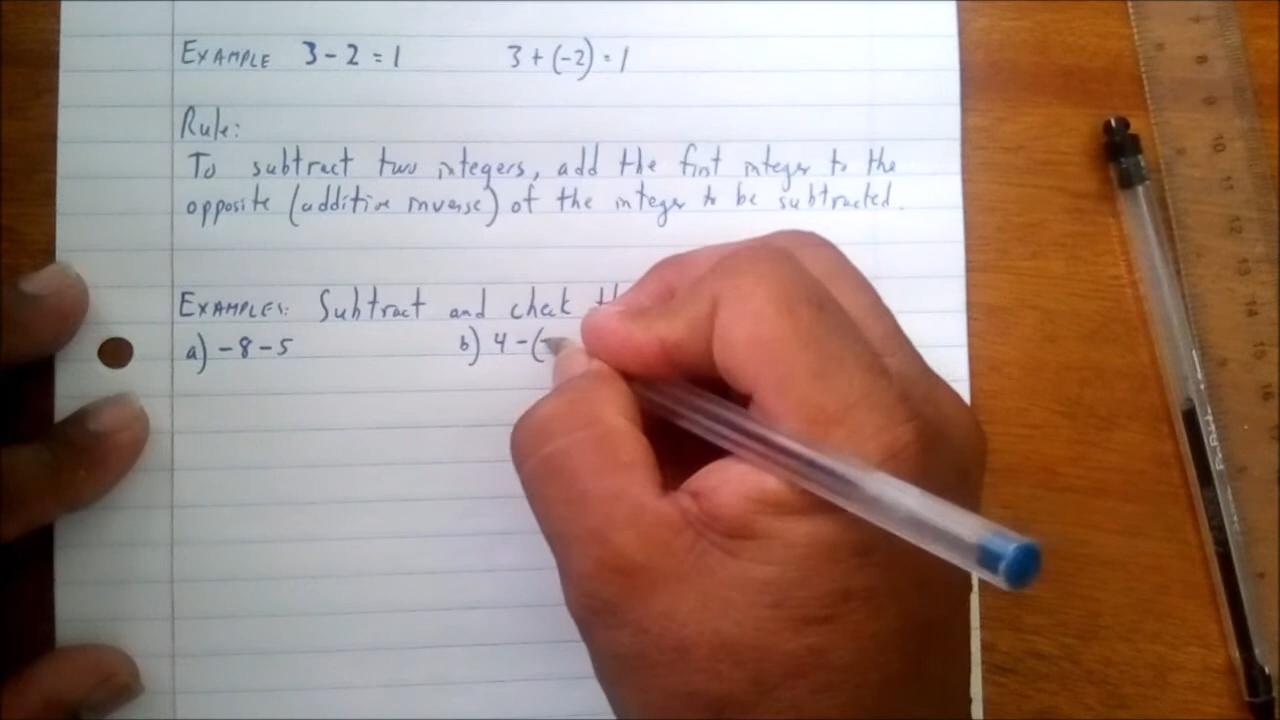 EXAMPLE 3 - 2 = 1 3 + (-2) = 1
Rule:
To subtract two integers, add the first integer to the
opposite (additive inverse) of the integer to be subtracted.
EXAMPLES: Subtract and check
a) -8 - 5 b) 4 - (-